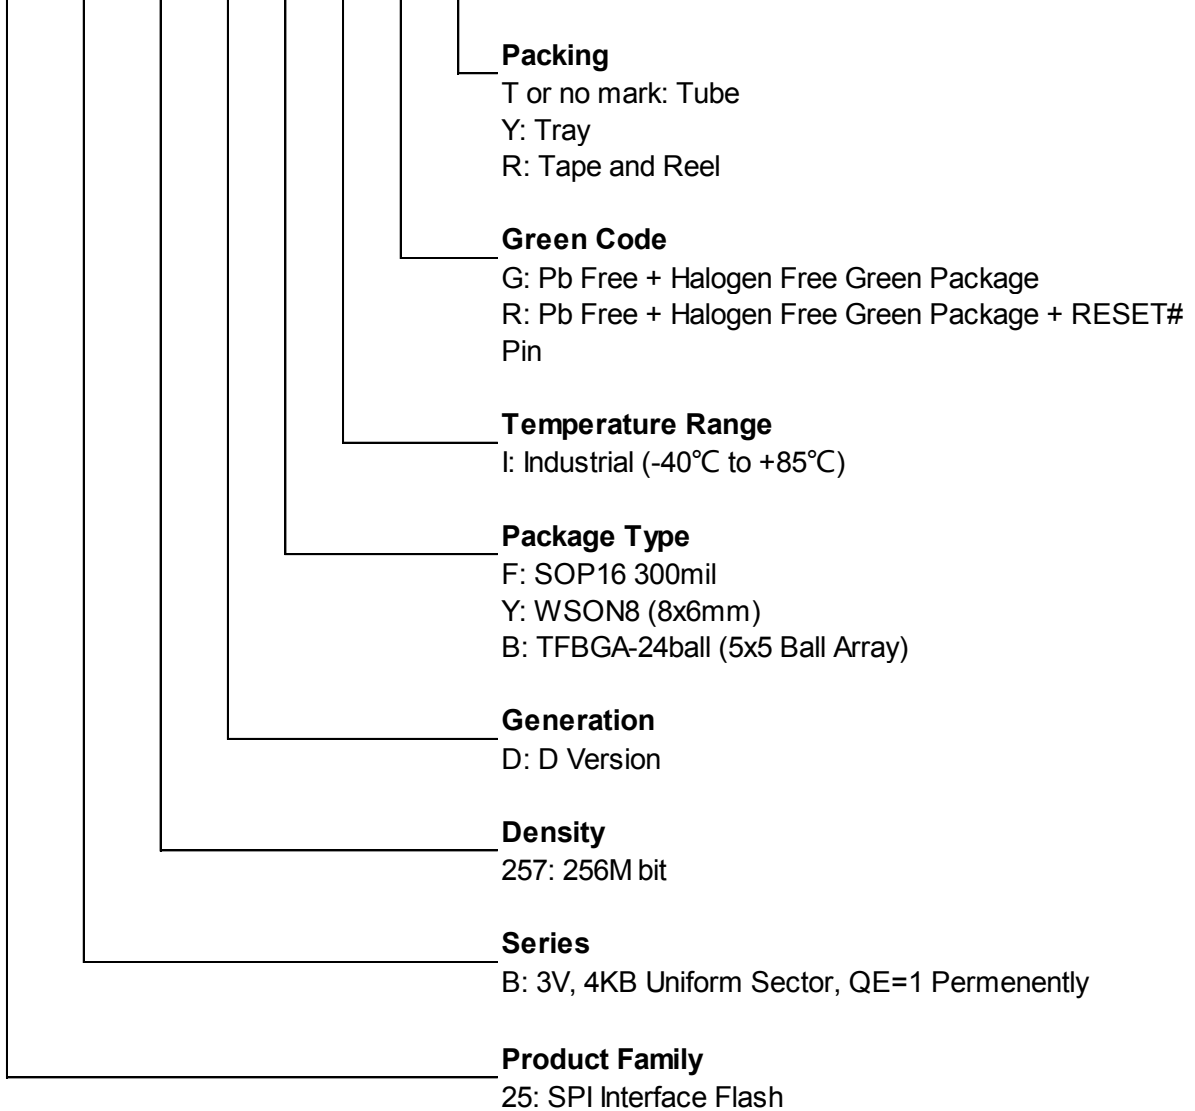 Packing
T or no mark: Tube
Y: Tray
R: Tape and Reel
Green Code
G: Pb Free + Halogen Free Green Package
R: Pb Free + Halogen Free Green Package + RESET#
Pin
Temperature Range
I: Industrial (-40℃ to +85℃)
Package Type
F: SOP16 300mil
Y: WSON8 (8x6mm)
B: TFBGA-24ball (5x5 Ball Array)
Generation
D: D Version
Density
257: 256M bit
Series
B: 3V, 4KB Uniform Sector, QE=1 Permenently
Product Family
25: SPI Interface Flash